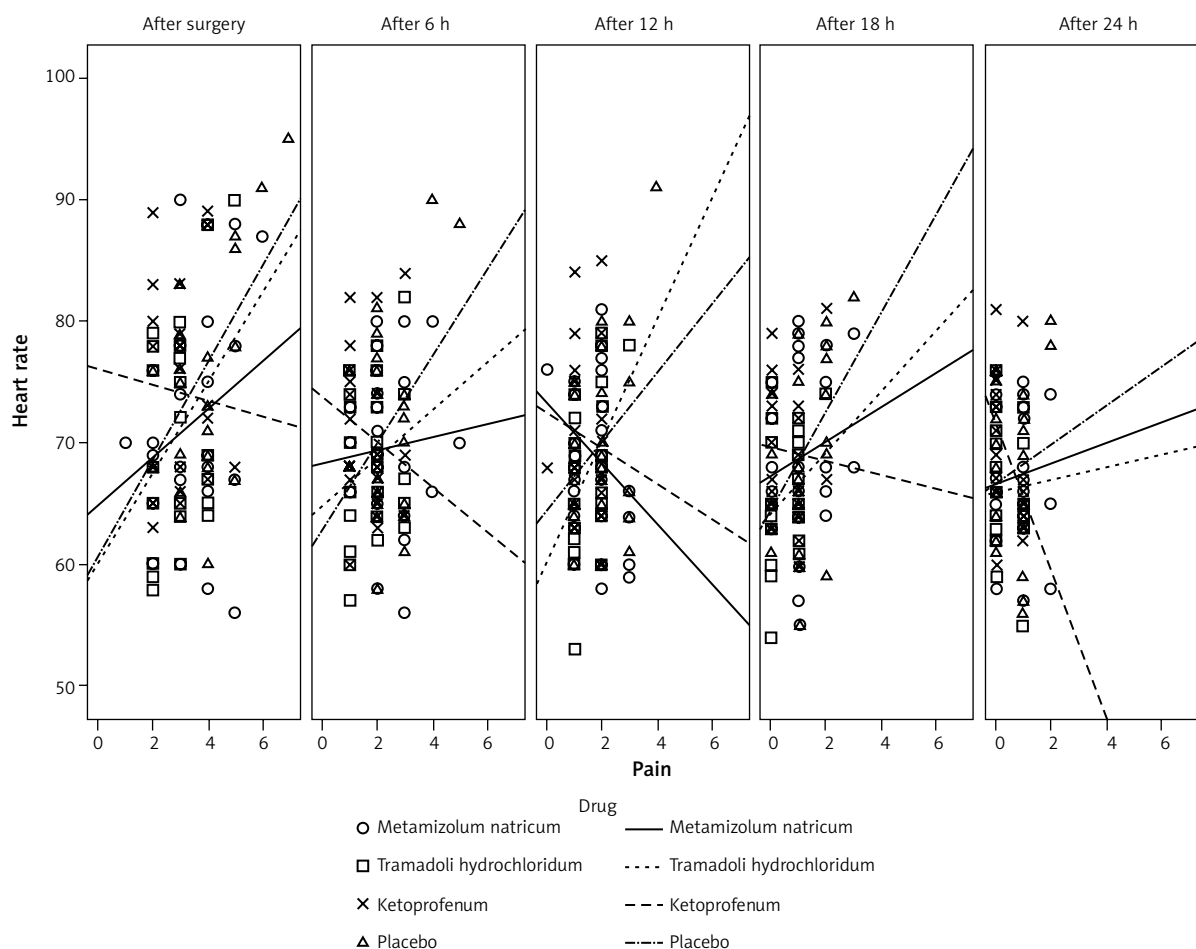 After surgery After 6 h After 12 h After 18 h After 24 h
100
90
80
70
60
50
Heart rate
0 2 4 6 0 2 4 6 0 2 4 6 0 2 4 6 0 2 4 6
Pain
Drug
Metamizolum natricum Metamizolum natricum
Tramadoli hydrochloridum Tramadoli hydrochloridum
Ketoprofenum Ketoprofenum
Placebo Placebo